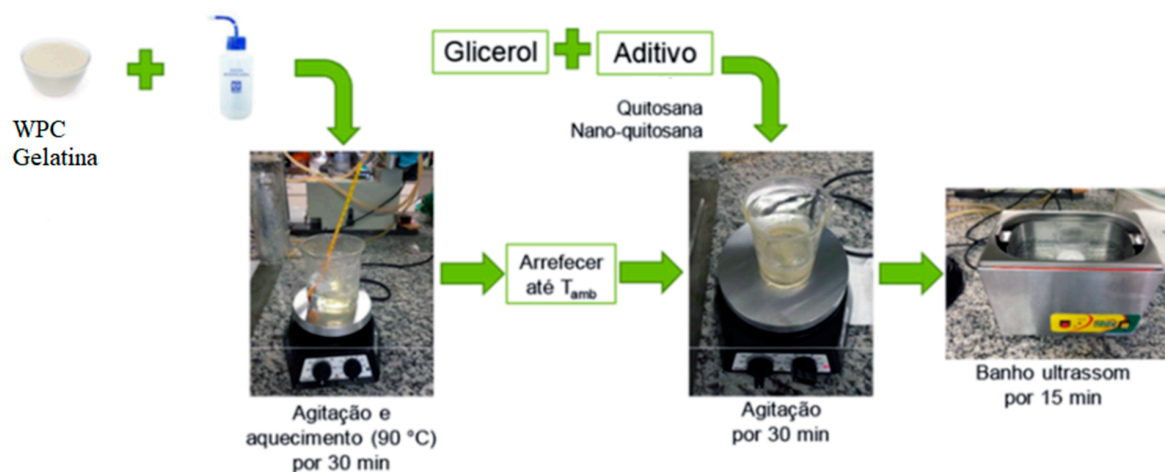 WPC
Gelatina
Glicerol
Aditivo
Quitosana
Nano-quitosana
Agitação e
aquecimento (90 °C)
por 30 min
Arrefecer
até Tamb
Agitação
por 30 min
Banho ultrassom
por 15 min